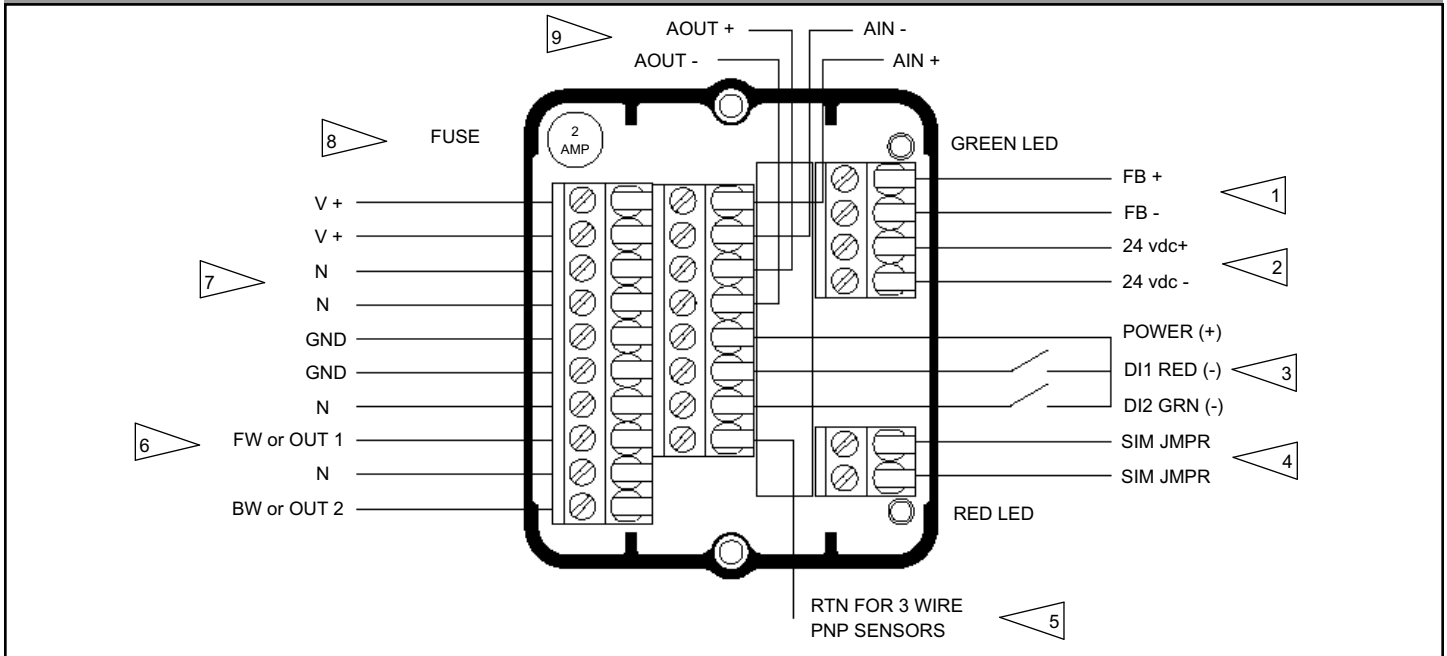 9
AOUT +
AIN -
AOUT -
AIN +
8
FUSE
2
AMP
GREEN LED
V +
V +
N
7
N
GND
GND
N
6
FW or OUT 1
N
BW or OUT 2
FB +
1
FB -
24 vdc+
2
24 vdc -
POWER (+)
DI1 RED (-)
3
DI2 GRN (-)
SIM JMPR
4
SIM JMPR
RED LED
RTN FOR 3 WIRE
PNP SENSORS
5